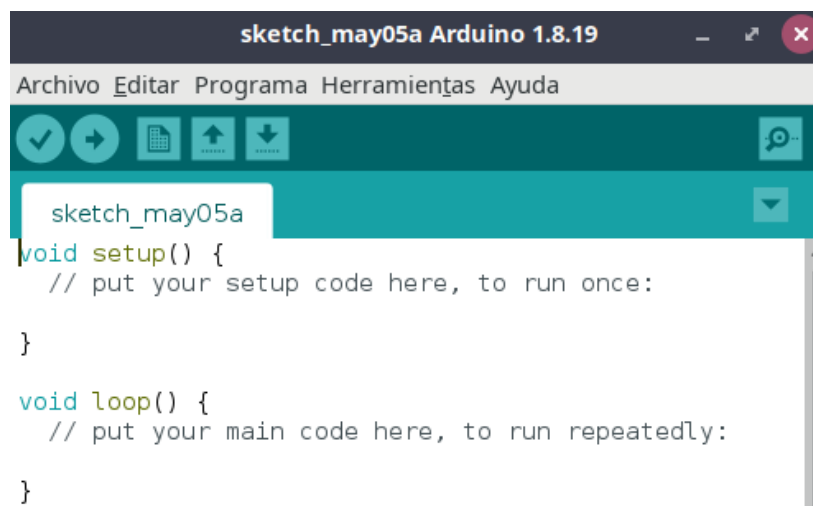 sketch_may05a Arduino 1.8.19
Archivo Editar Programa Herramientas Ayuda
sketch_may05a
void setup() {
  // put your setup code here, to run once:
}
void loop() {
  // put your main code here, to run repeatedly:
}